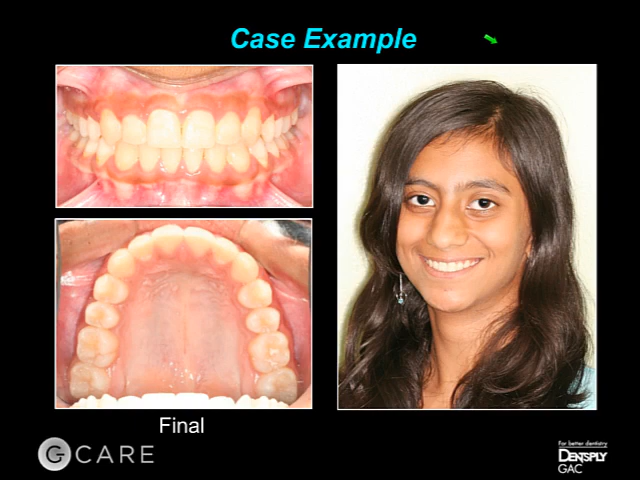 Case Example
Final
G CARE
For better dentistry
DENTSPLY
GAC